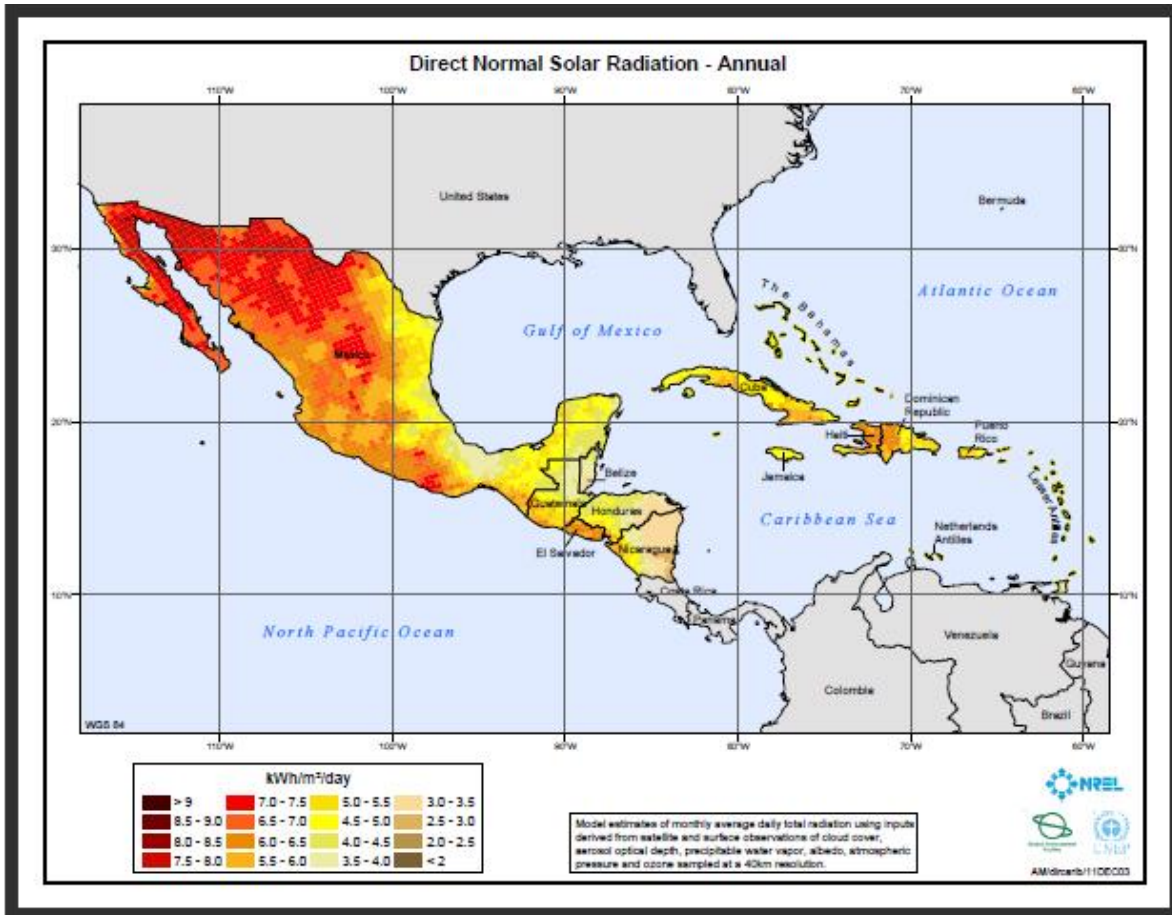 Direct Normal Solar Radiation - Annual
110°W 100°W 90°W 80°W 70°W 60°W
United States
Bermuda
30°N 30°N
The Bahamas
Atlantic Ocean
Gulf of Mexico
Mexico
Cuba
Dominican
Republic
20°N 20°N
Haiti
Puerto
Rico
Jamaica
Belize
Lesser Antilles
Guatemala
Honduras
Caribbean Sea
Netherlands
Antilles
El Salvador
Nicaragua
Costa Rica
10°N 10°N
Panama
North Pacific Ocean
Venezuela
Guyana
Colombia
Brazil
WGS 84
110°W 100°W 90°W 80°W 70°W 60°W
kWh/m²/day
> 9 7.0 - 7.5 5.0 - 5.5 3.0 - 3.5
8.5 - 9.0 6.5 - 7.0 4.5 - 5.0 2.5 - 3.0
8.0 - 8.5 6.0 - 6.5 4.0 - 4.5 2.0 - 2.5
7.5 - 8.0 5.5 - 6.0 3.5 - 4.0 < 2
Model estimates of monthly average daily total radiation using inputs
derived from satellite and surface observations of cloud cover,
aerosol optical depth, precipitable water vapor, albedo, atmospheric
pressure and ozone sampled at a 40km resolution.
NREL
UNEP
AM/dircarib/11DEC03